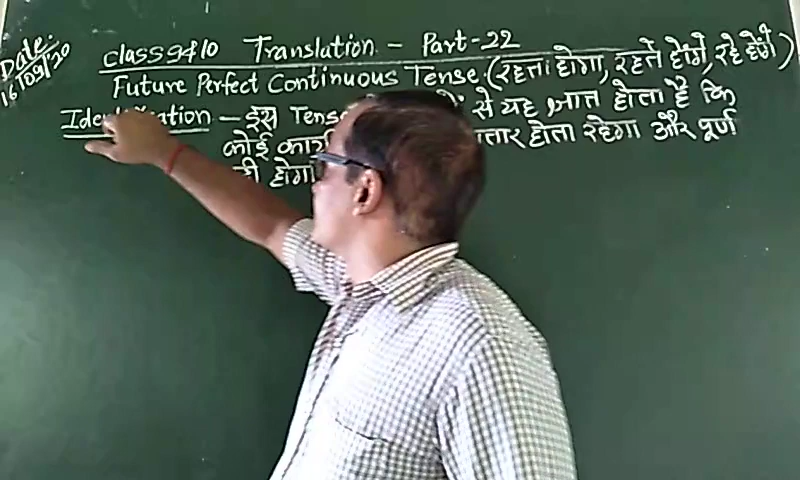 Date:
16/09/20
class 9 & 10 Translation - Part-22
Future Perfect Continuous Tense. (रहता होगा, रहते होंगे, रहे होंगे)
Identification - इस Tense से यह ज्ञात होता है कि
कोई होता रहेगा और पूर्ण
होगा